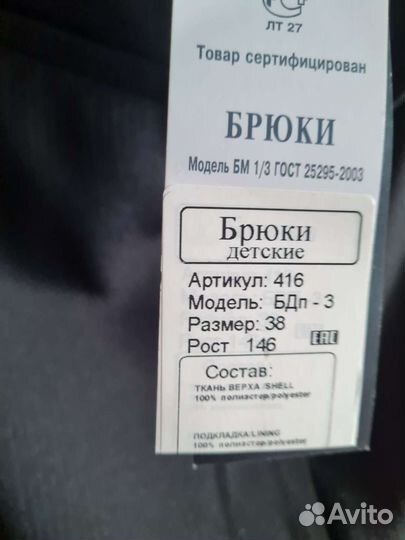 ЛТ 27
Товар сертифицирован
БРЮКИ
Модель БМ 1/3 ГОСТ 25295-2003
Брюки
детские
Артикул: 416
Модель: БДп - 3
Размер: 38
Рост 146
EAC
Состав:
ТКАНЬ ВЕРХА /SHELL
100% полиэстер/polyester
ПОДКЛАДКА/LINING
100% полиэстер/polyester
Avito